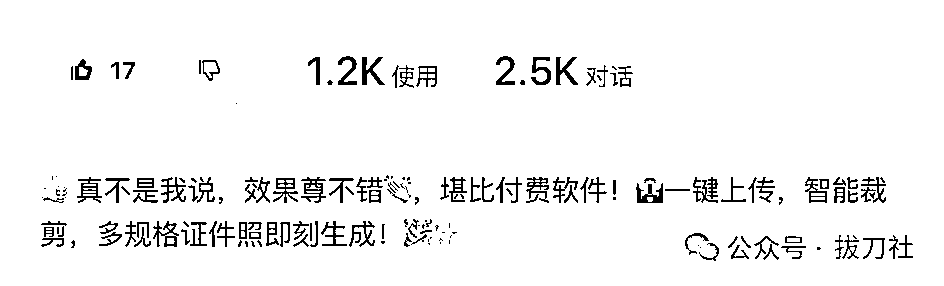 17 1.2K 使用 2.5K 对话
真不是我说，效果尊不错，堪比付费软件！一键上传，智能裁
剪，多规格证件照即刻生成！
公众号 · 拔刀社